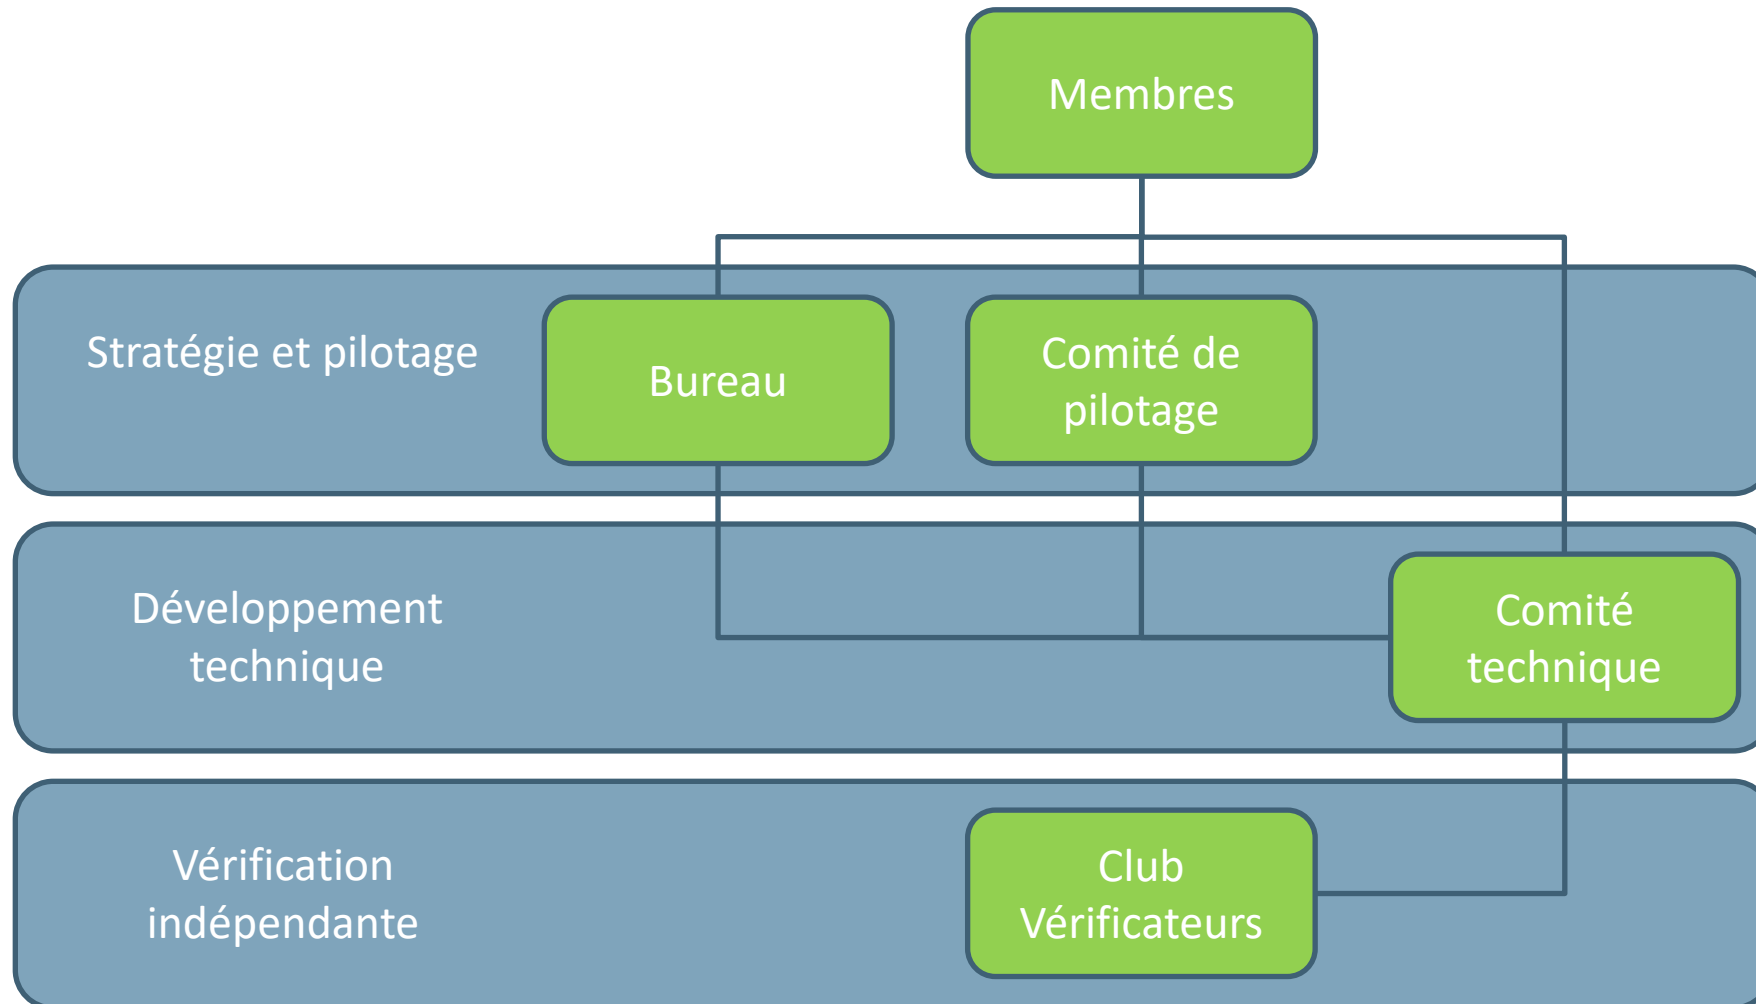 Membres
Stratégie et pilotage
Bureau
Comité de
pilotage
Développement
technique
Comité
technique
Vérification
indépendante
Club
Vérificateurs